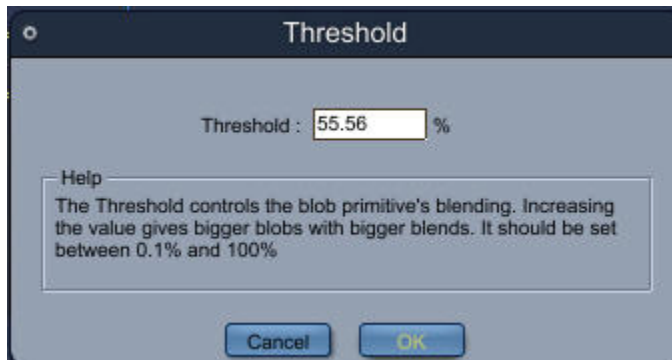 Threshold
Threshold : 55.56 %
Help
The Threshold controls the blob primitive's blending. Increasing
the value gives bigger blobs with bigger blends. It should be set
between 0.1% and 100%
Cancel OK